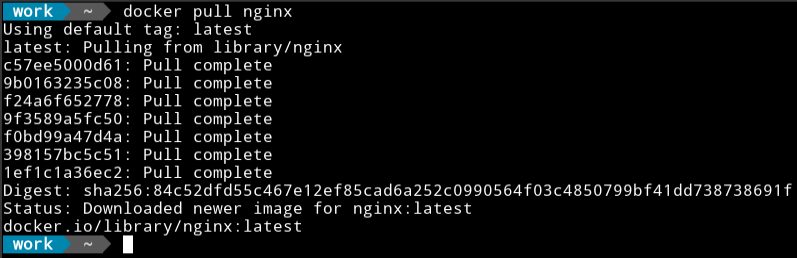 work ~ docker pull nginx
Using default tag: latest
latest: Pulling from library/nginx
c57ee5000d61: Pull complete
9b0163235c08: Pull complete
f24a6f652778: Pull complete
9f3589a5fc50: Pull complete
f0bd99a47d4a: Pull complete
398157bc5c51: Pull complete
1ef1c1a36ec2: Pull complete
Digest: sha256:84c52dfd55c467e12ef85cad6a252c0990564f03c4850799bf41dd738738691f
Status: Downloaded newer image for nginx:latest
docker.io/library/nginx:latest
work ~